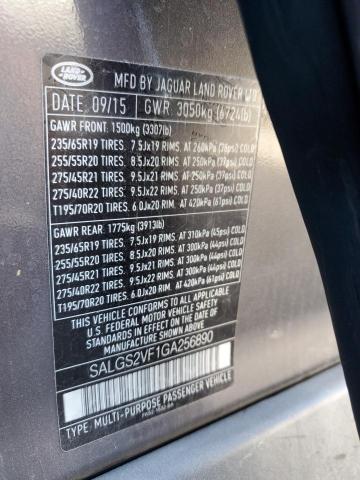 LAND
ROVER
MFD BY JAGUAR LAND ROVER LTD
DATE: 09/15 GWR: 3050kg (6724lb)
GAWR FRONT: 1500kg (3307lb)
235/65R19 TIRES. 7.5Jx19 RIMS. AT 260kPa (38psi) COLD
255/55R20 TIRES. 8.5Jx20 RIMS. AT 250kPa (37psi) COLD
275/45R21 TIRES. 9.5Jx21 RIMS. AT 250kPa (37psi) COLD
275/40R22 TIRES. 9.5Jx22 RIMS. AT 250kPa (37psi) COLD
T195/70R20 TIRES. 6.0Jx20 RIMS. AT 420kPa (61psi) COLD
GAWR REAR: 1775kg (3913lb)
235/65R19 TIRES. 7.5Jx19 RIMS. AT 310kPa (45psi) COLD
255/55R20 TIRES. 8.5Jx20 RIMS. AT 300kPa (44psi) COLD
275/45R21 TIRES. 9.5Jx21 RIMS. AT 300kPa (44psi) COLD
275/40R22 TIRES. 9.5Jx22 RIMS. AT 300kPa (44psi) COLD
T195/70R20 TIRES. 6.0Jx20 RIMS. AT 420kPa (61psi) COLD
THIS VEHICLE CONFORMS TO ALL APPLICABLE
FEDERAL MOTOR VEHICLE SAFETY AND
THEFT PREVENTION STANDARDS IN
EFFECT ON THE DATE OF
MANUFACTURE SHOWN ABOVE
SALGS2VF1GA256890
TYPE: MULTI-PURPOSE PASSENGER VEHICLE